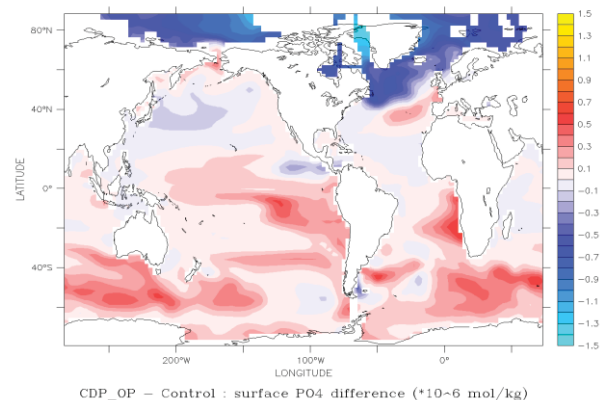 80°N
40°N
0°
40°S
LATITUDE
200°W
100°W
0°
LONGITUDE
1.5
1.3
1.1
0.9
0.7
0.5
0.3
0.1
−0.1
−0.3
−0.5
−0.7
−0.9
−1.1
−1.3
−1.5
CDP_OP − Control : surface PO4 difference (*10^6 mol/kg)